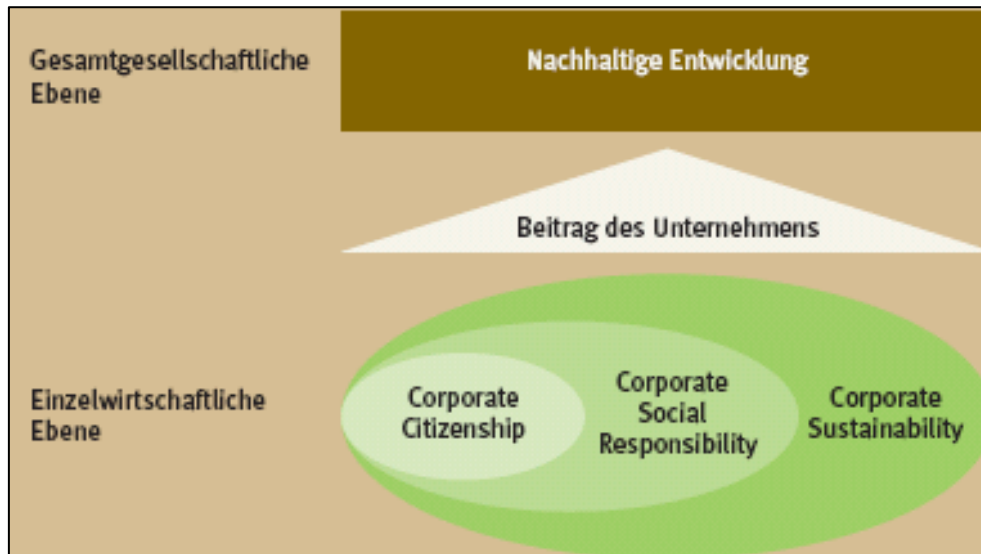 Gesamtgesellschaftliche
Ebene
Nachhaltige Entwicklung
Beitrag des Unternehmens
Einzelwirtschaftliche
Ebene
Corporate
Citizenship
Corporate
Social
Responsibility
Corporate
Sustainability